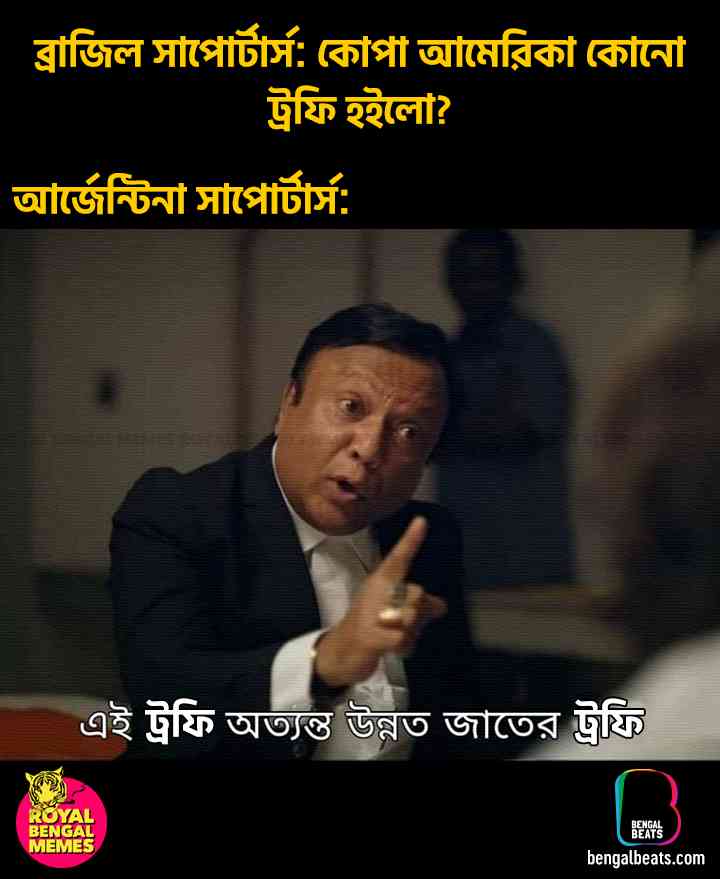 ব্রাজিল সাপোর্টার্স: কোপা আমেরিকা কোনো
ট্রফি হইলো?
আর্জেন্টিনা সাপোর্টার্স:
এই ট্রফি অত্যন্ত উন্নত জাতের ট্রফি
ROYAL
BENGAL
MEMES
BENGAL
BEATS
bengalbeats.com